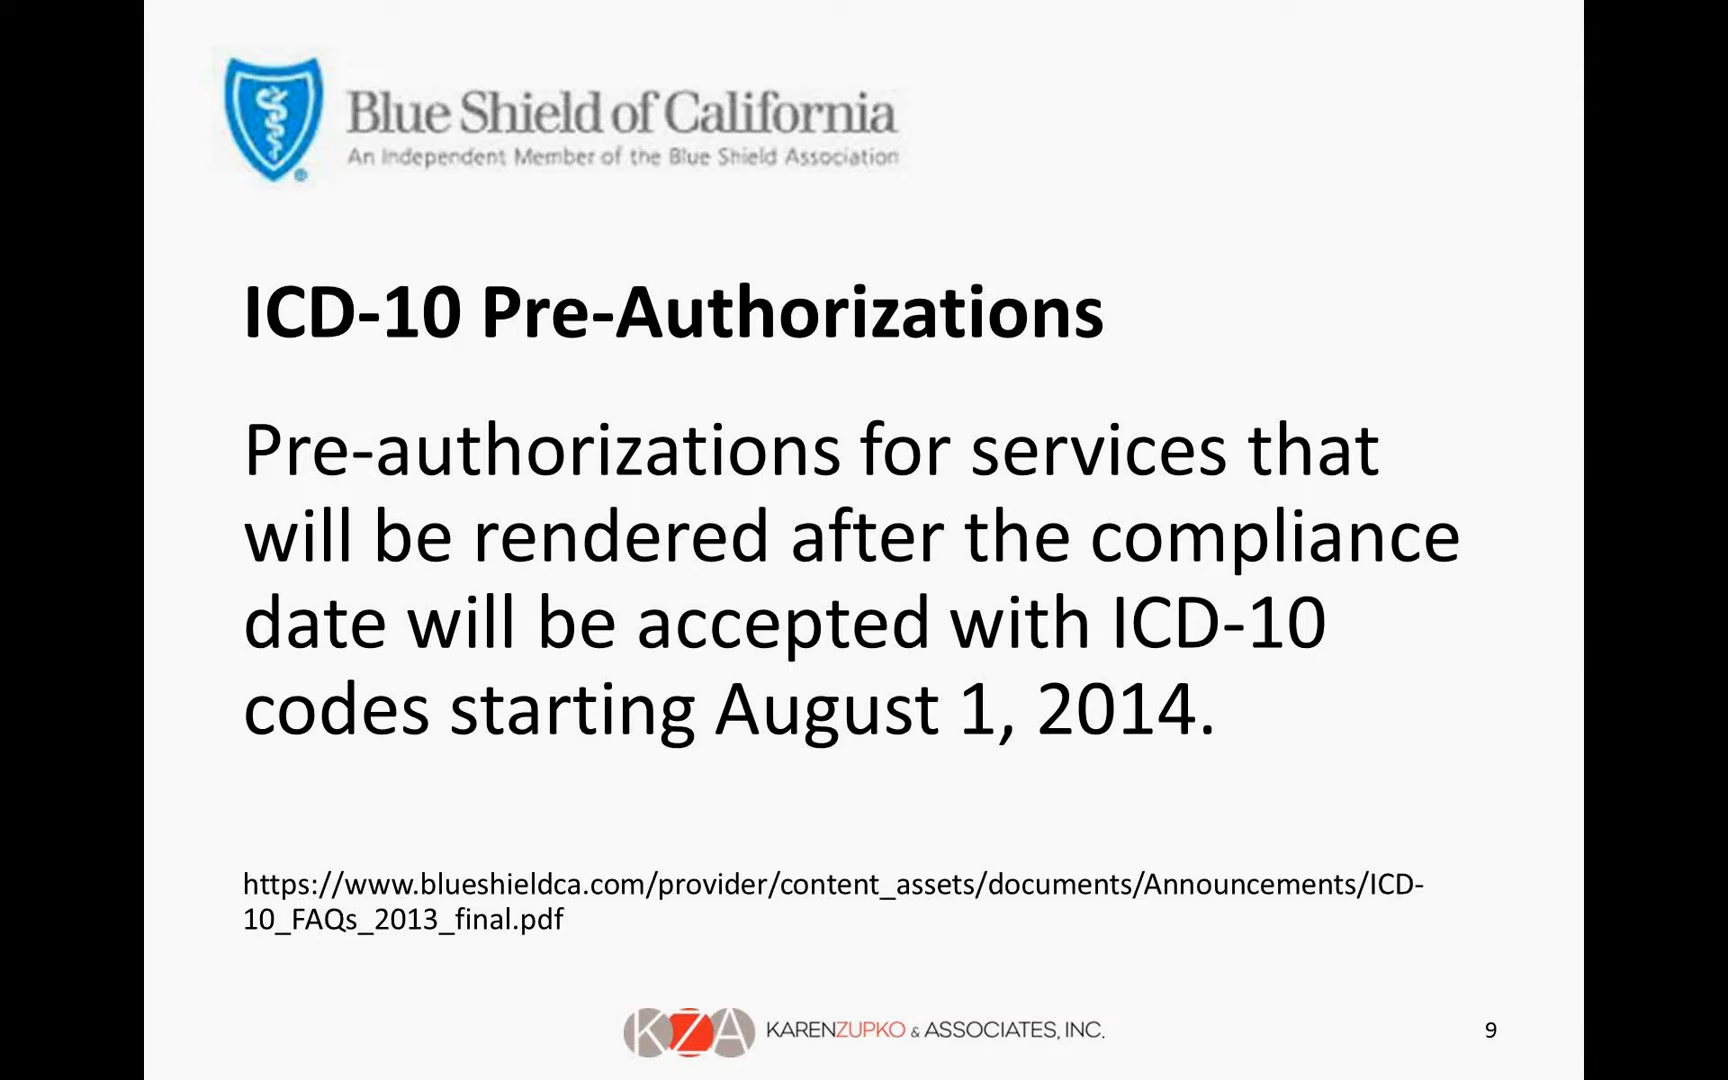 Blue Shield of California
An Independent Member of the Blue Shield Association
ICD-10 Pre-Authorizations
Pre-authorizations for services that
will be rendered after the compliance
date will be accepted with ICD-10
codes starting August 1, 2014.
https://www.blueshieldca.com/provider/content_assets/documents/Announcements/ICD-
10_FAQs_2013_final.pdf
KZA KARENZUPKO & ASSOCIATES, INC.
9